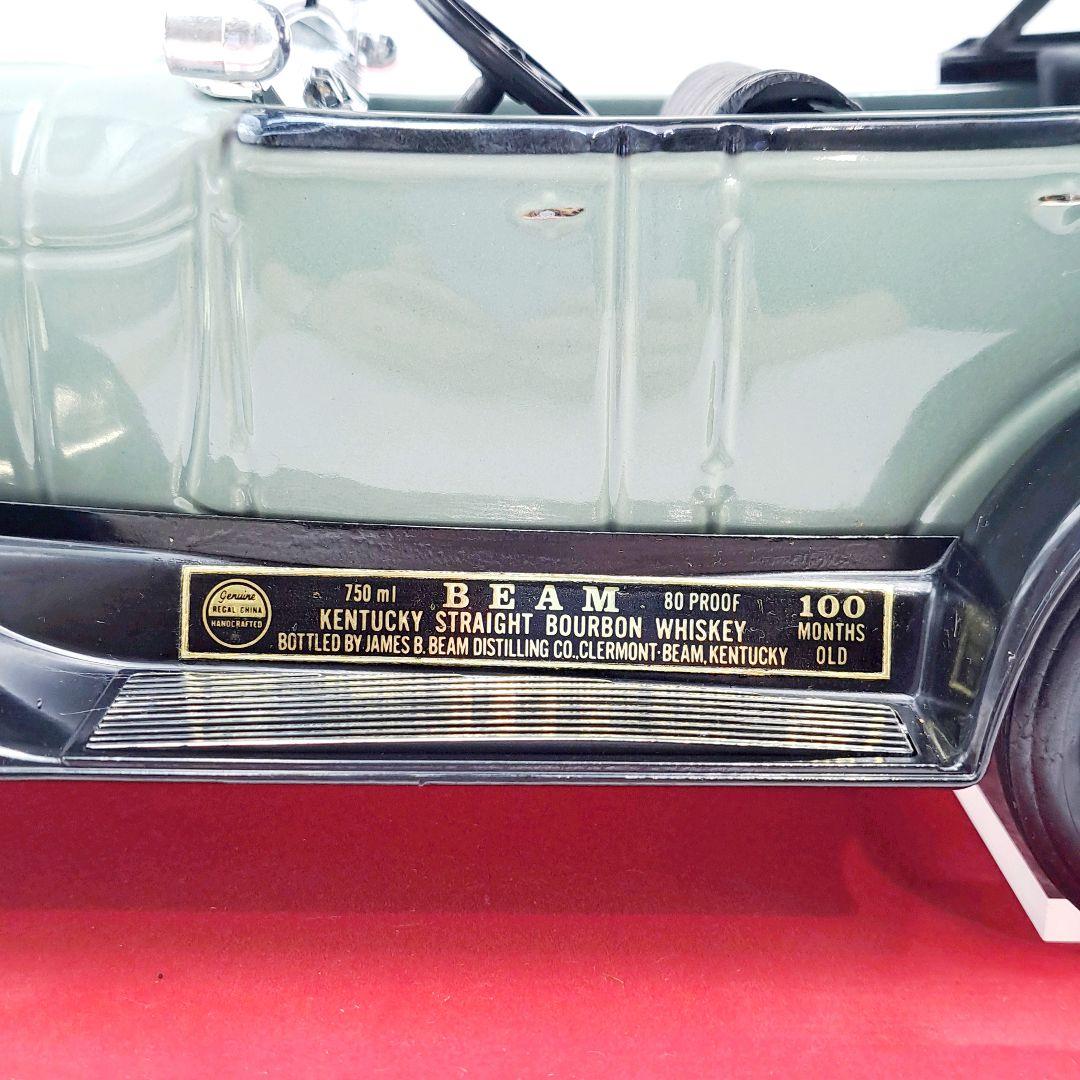 Genuine
REGAL CHINA
HANDCRAFTED
750 ml BEAM 80 PROOF
KENTUCKY STRAIGHT BOURBON WHISKEY
BOTTLED BY JAMES B. BEAM DISTILLING CO., CLERMONT·BEAM, KENTUCKY
100
MONTHS
OLD